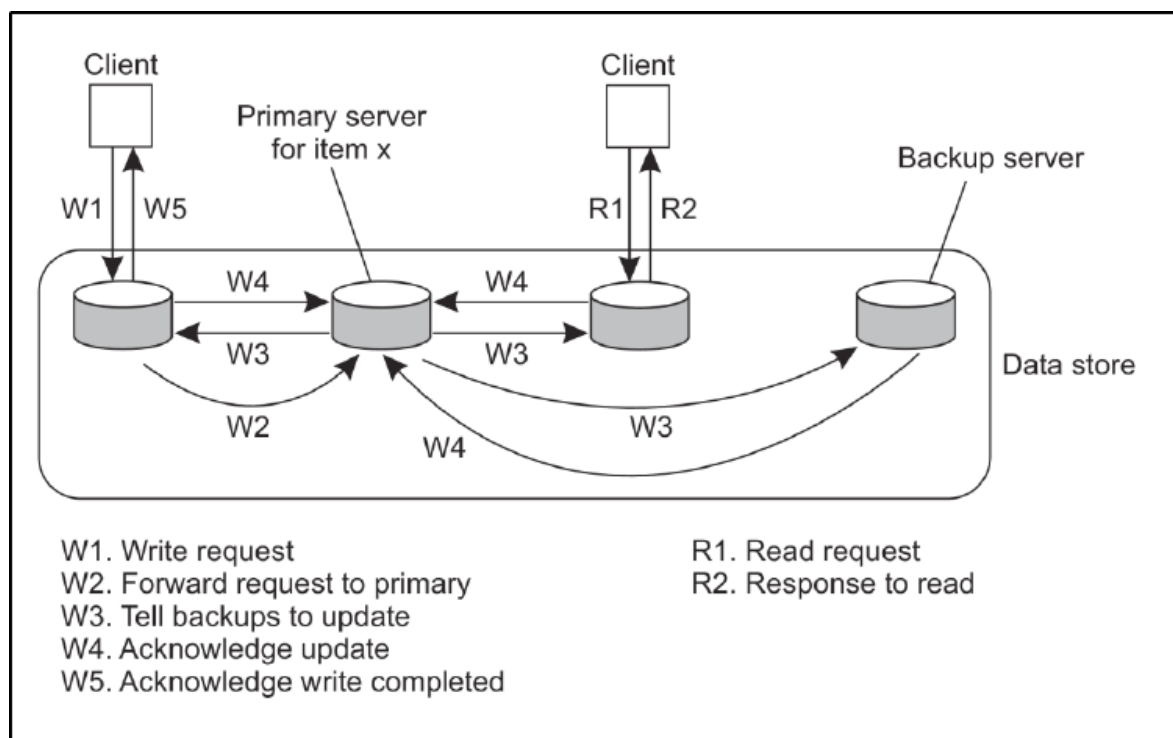 Client
Client
Primary server
for item x
Backup server
W1
W5
R1
R2
W4
W4
W3
W3
Data store
W2
W3
W4
W1. Write request
W2. Forward request to primary
W3. Tell backups to update
W4. Acknowledge update
W5. Acknowledge write completed
R1. Read request
R2. Response to read